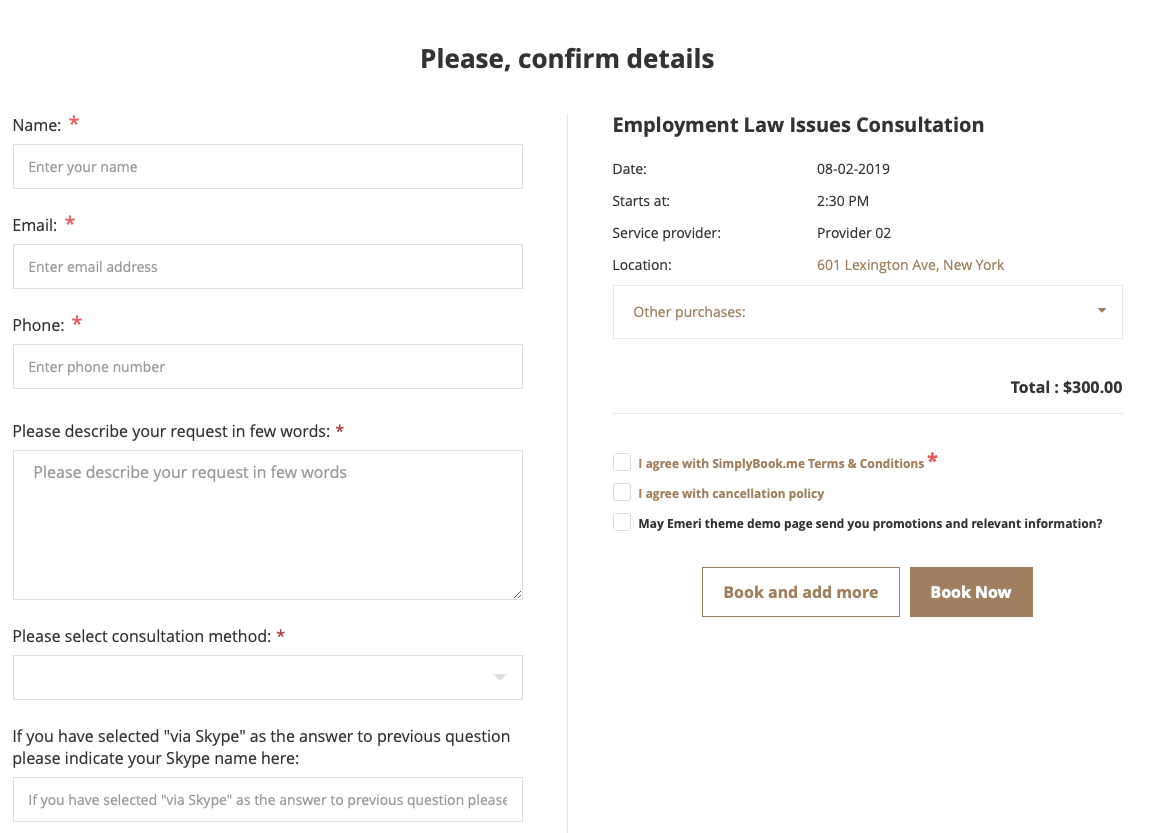 Please, confirm details
Name: *
Enter your name
Email: *
Enter email address
Phone: *
Enter phone number
Please describe your request in few words: *
Please describe your request in few words
Please select consultation method: *
If you have selected "via Skype" as the answer to previous question
please indicate your Skype name here:
If you have selected "via Skype" as the answer to previous question please
Employment Law Issues Consultation
Date: 08-02-2019
Starts at: 2:30 PM
Service provider: Provider 02
Location: 601 Lexington Ave, New York
Other purchases:
Total : $300.00
I agree with SimplyBook.me Terms & Conditions *
I agree with cancellation policy
May Emeri theme demo page send you promotions and relevant information?
Book and add more
Book Now